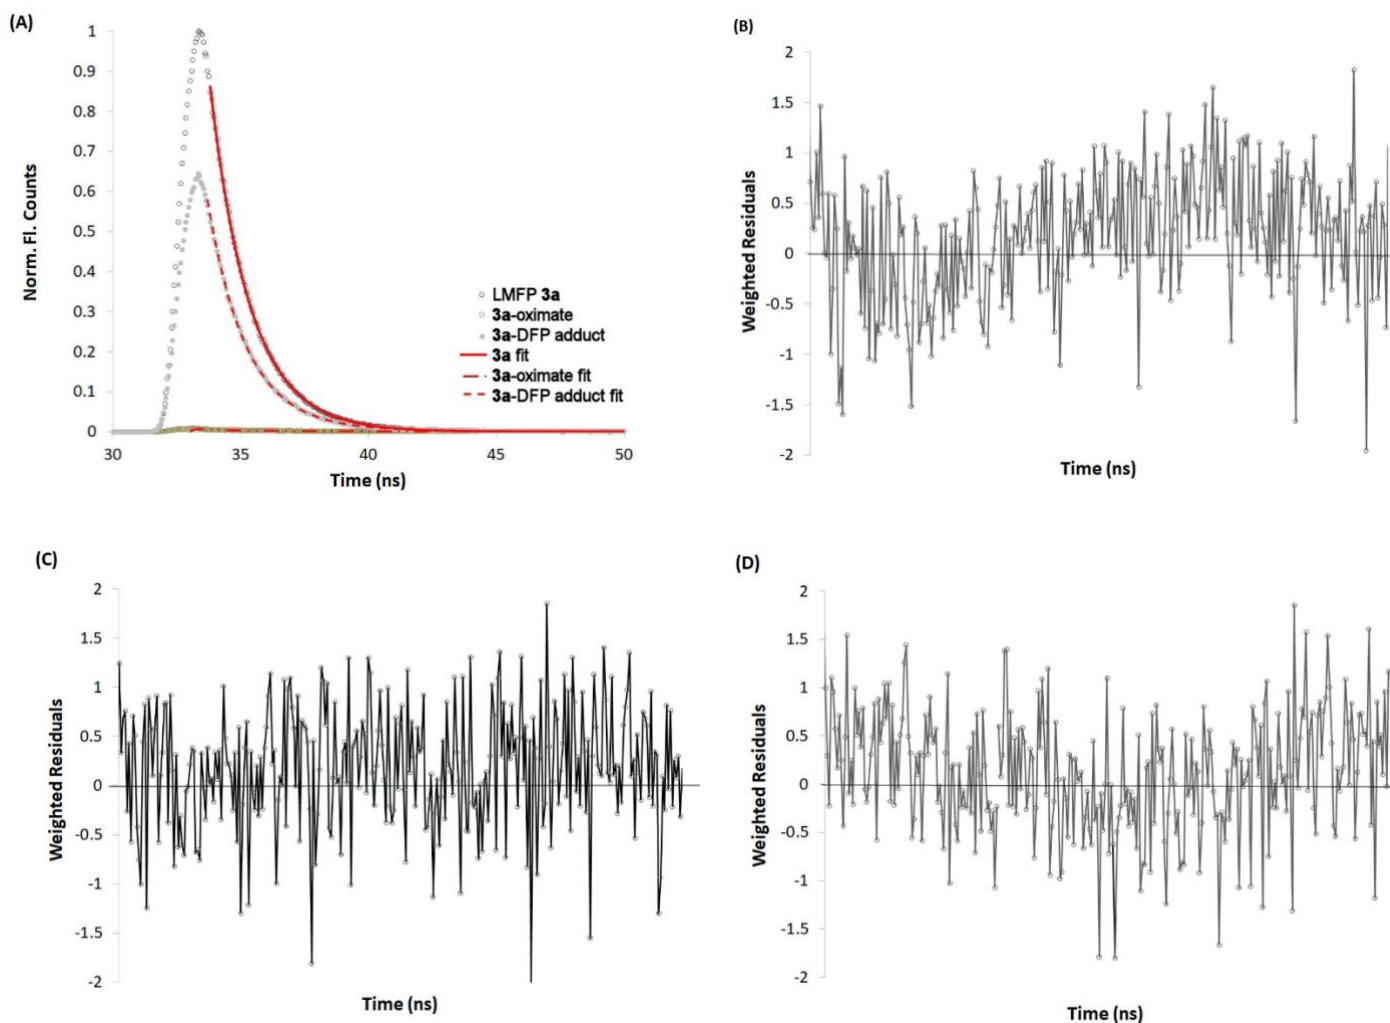 (A)
Norm. Fl. Counts
1
0.9
0.8
0.7
0.6
0.5
0.4
0.3
0.2
0.1
0
30
35
40
45
50
Time (ns)
LMFP 3a
3a-oximate
3a-DFP adduct
3a fit
3a-oximate fit
3a-DFP adduct fit
(B)
Weighted Residuals
2
1.5
1
0.5
0
-0.5
-1
-1.5
-2
Time (ns)
(C)
Weighted Residuals
2
1.5
1
0.5
0
-0.5
-1
-1.5
-2
Time (ns)
(D)
Weighted Residuals
2
1.5
1
0.5
0
-0.5
-1
-1.5
-2
Time (ns)